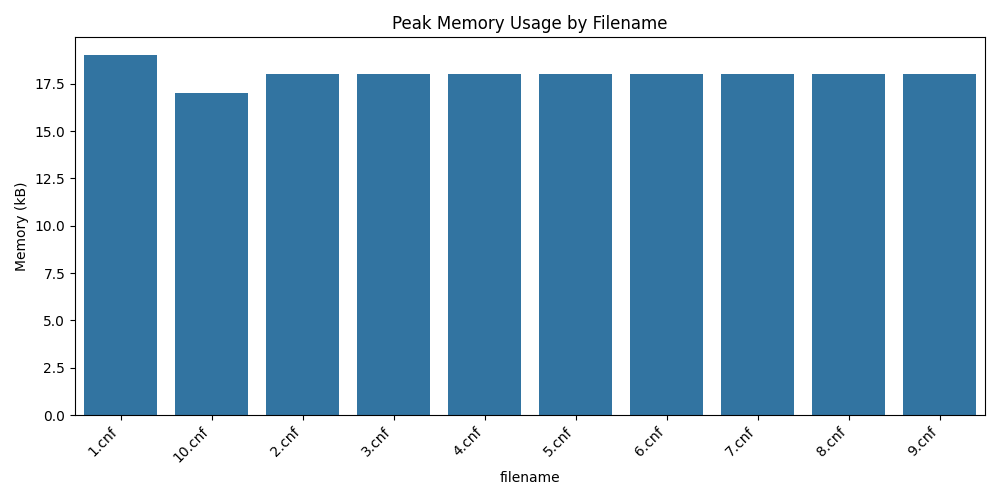 Peak Memory Usage by Filename
Memory (kB)
17.5
15.0
12.5
10.0
7.5
5.0
2.5
0.0
1.cnf
10.cnf
2.cnf
3.cnf
4.cnf
5.cnf
6.cnf
7.cnf
8.cnf
9.cnf
filename